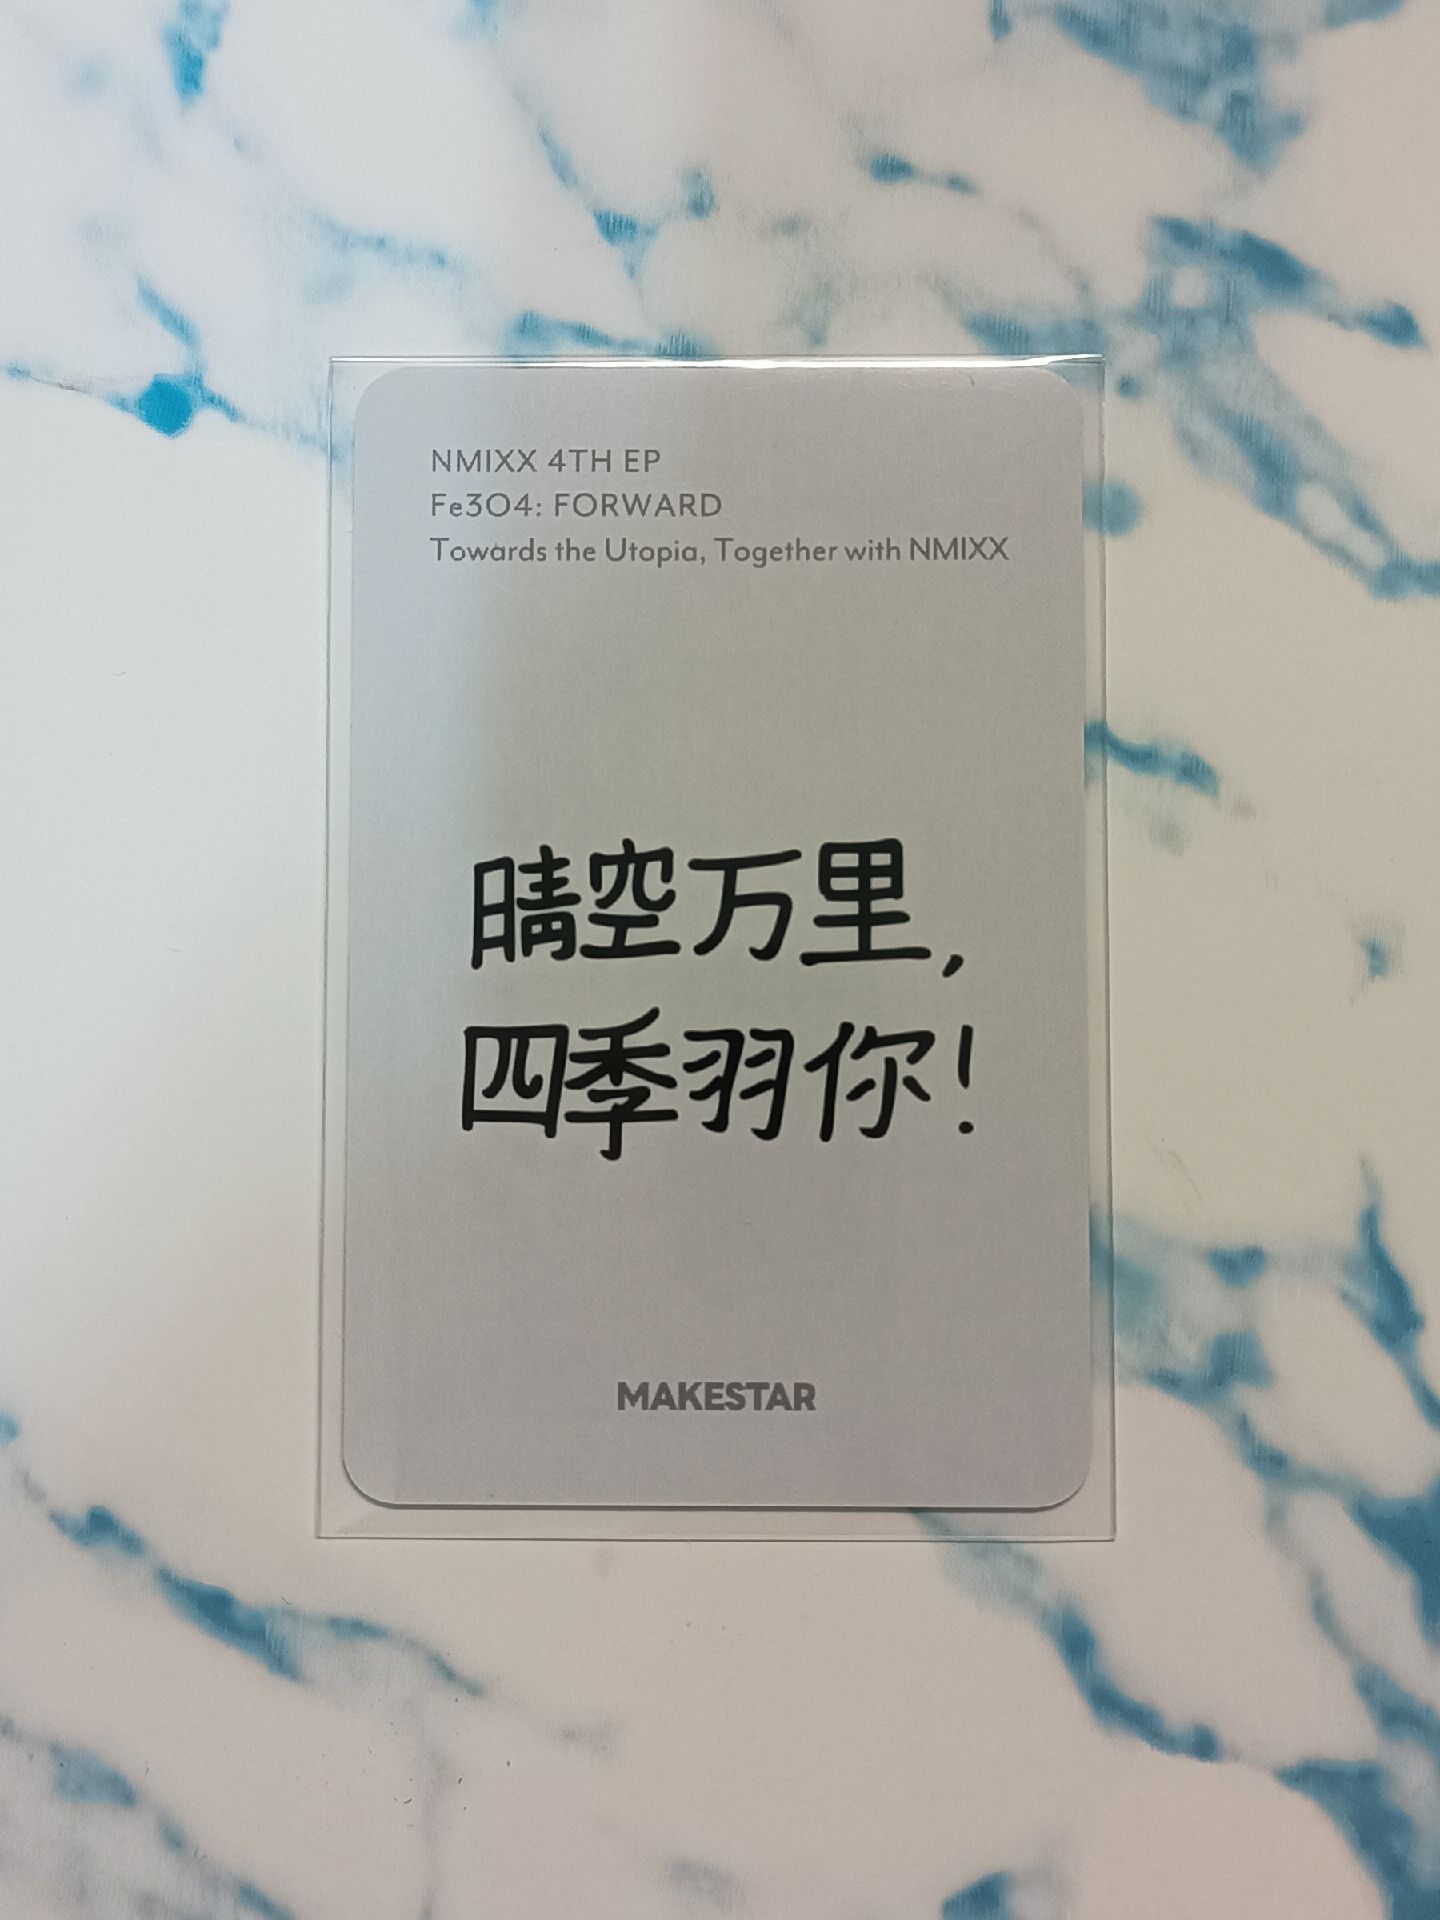 NMIXX 4TH EP
Fe3O4: FORWARD
Towards the Utopia, Together with NMIXX
晴空万里,
四季羽你!
MAKESTAR